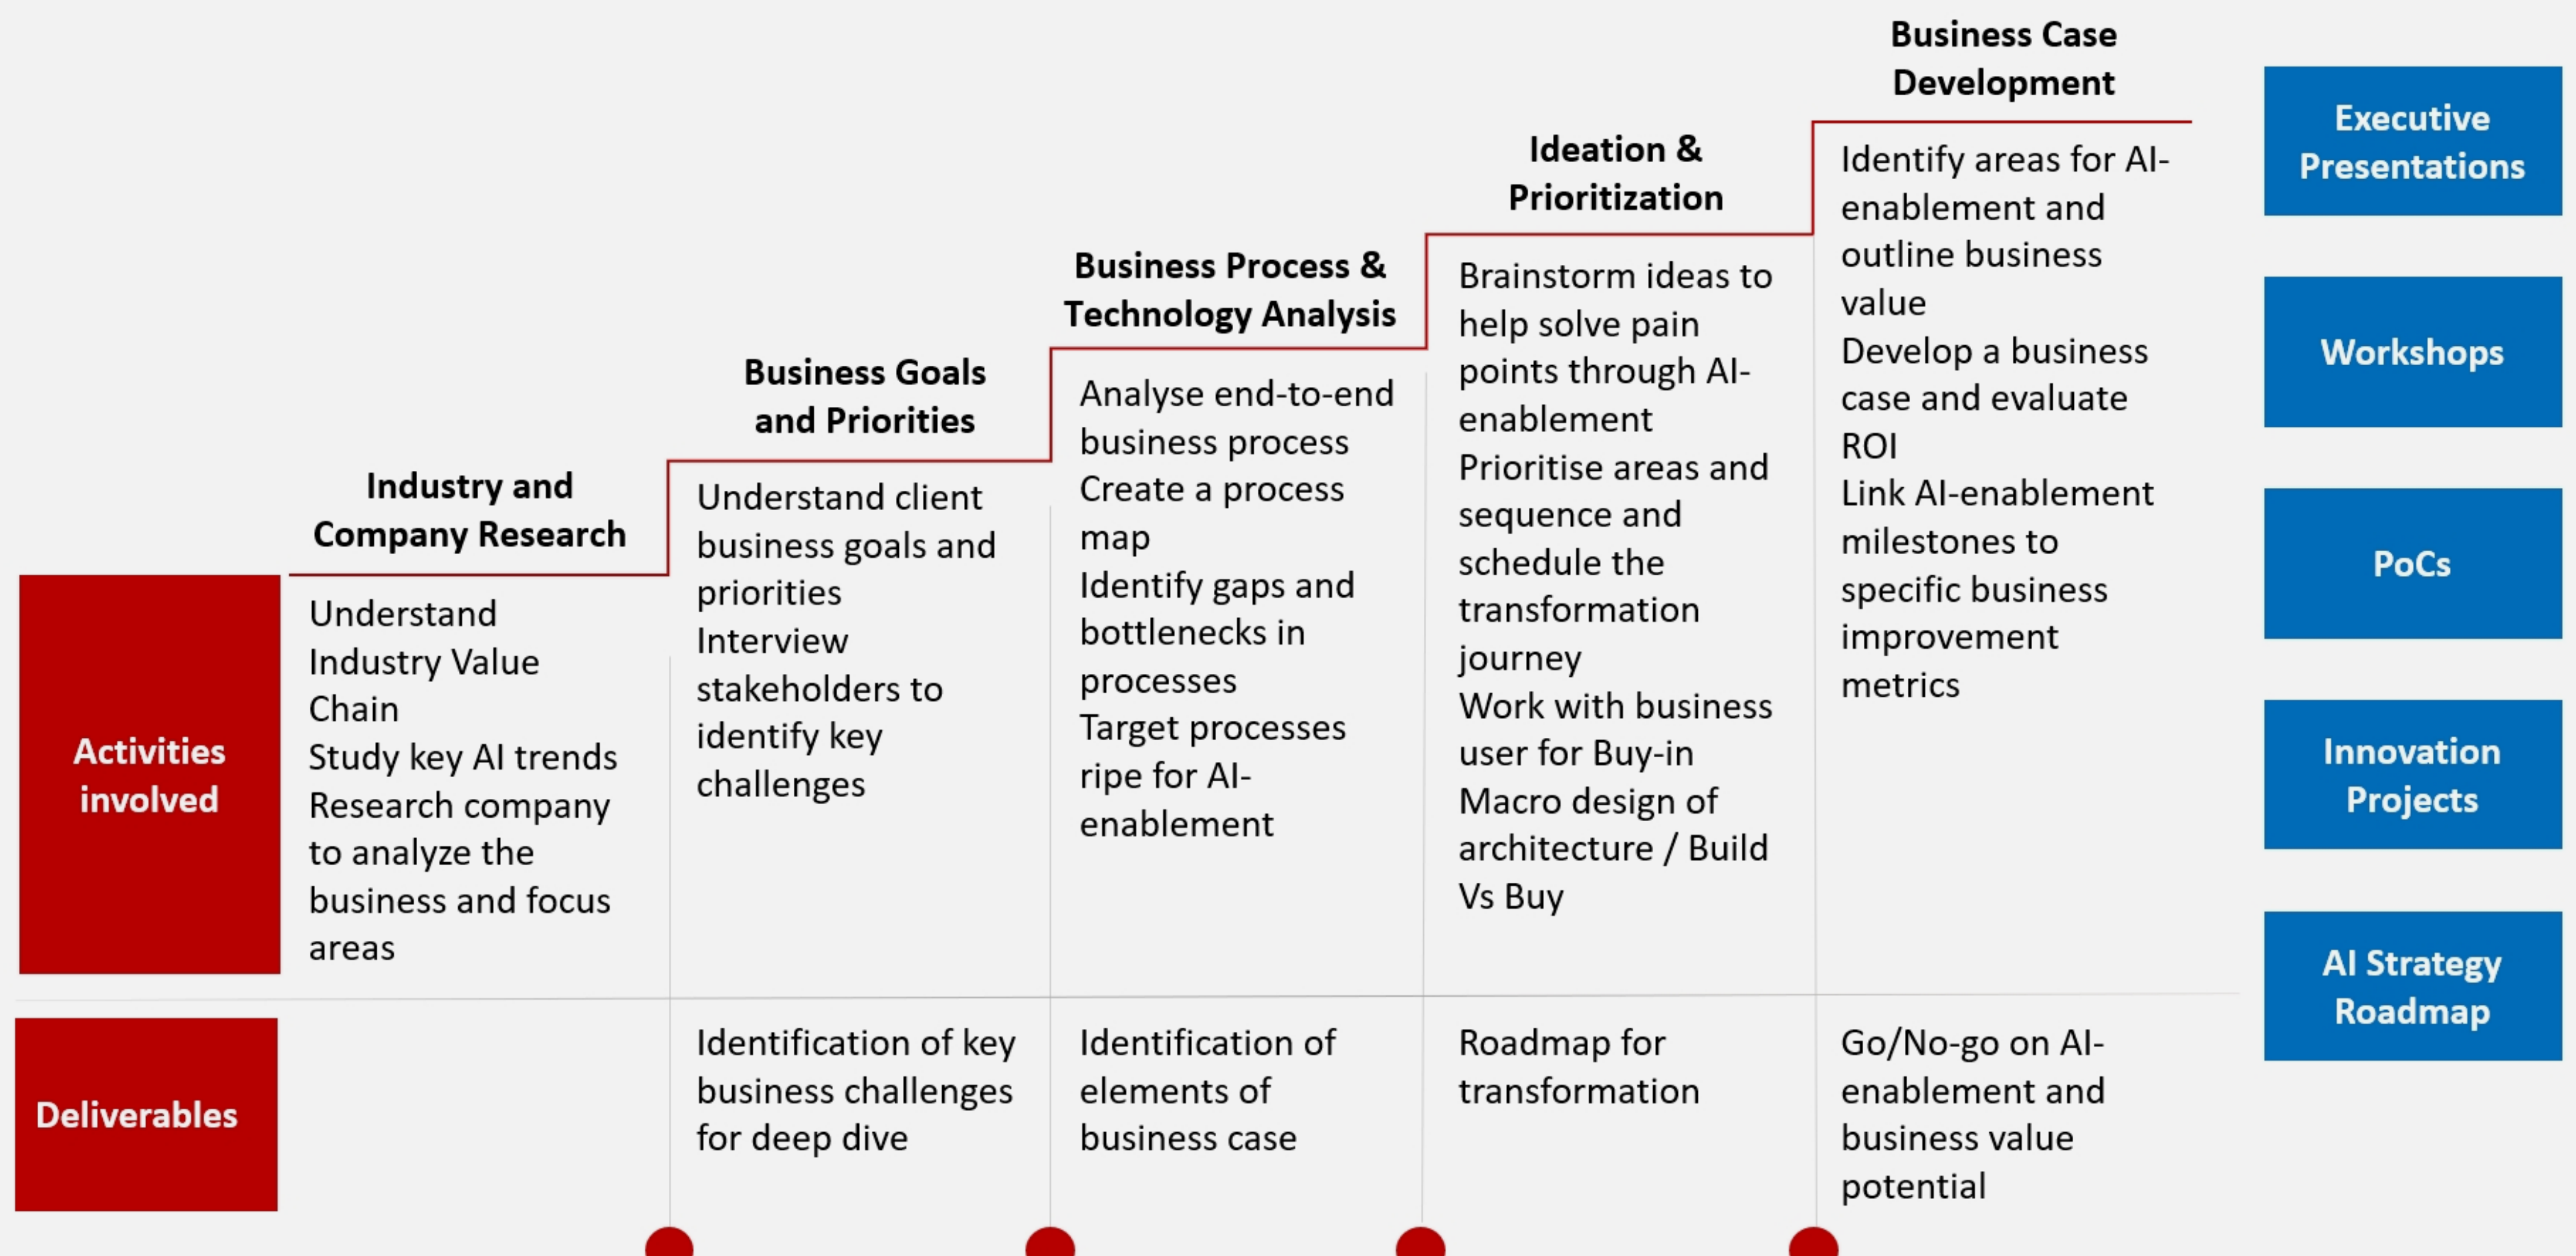 Business Case
Development
Ideation &
Prioritization
Business Process &
Technology Analysis
Business Goals
and Priorities
Industry and
Company Research
Activities
involved
Understand
Industry Value
Chain
Study key AI trends
Research company
to analyze the
business and focus
areas
Understand client
business goals and
priorities
Interview
stakeholders to
identify key
challenges
Analyse end-to-end
business process
Create a process
map
Identify gaps and
bottlenecks in
processes
Target processes
ripe for AI-
enablement
Brainstorm ideas to
help solve pain
points through AI-
enablement
Prioritise areas and
sequence and
schedule the
transformation
journey
Work with business
user for Buy-in
Macro design of
architecture / Build
Vs Buy
Identify areas for AI-
enablement and
outline business
value
Develop a business
case and evaluate
ROI
Link AI-enablement
milestones to
specific business
improvement
metrics
Deliverables
Identification of key
business challenges
for deep dive
Identification of
elements of
business case
Roadmap for
transformation
Go/No-go on AI-
enablement and
business value
potential
Executive
Presentations
Workshops
PoCs
Innovation
Projects
AI Strategy
Roadmap